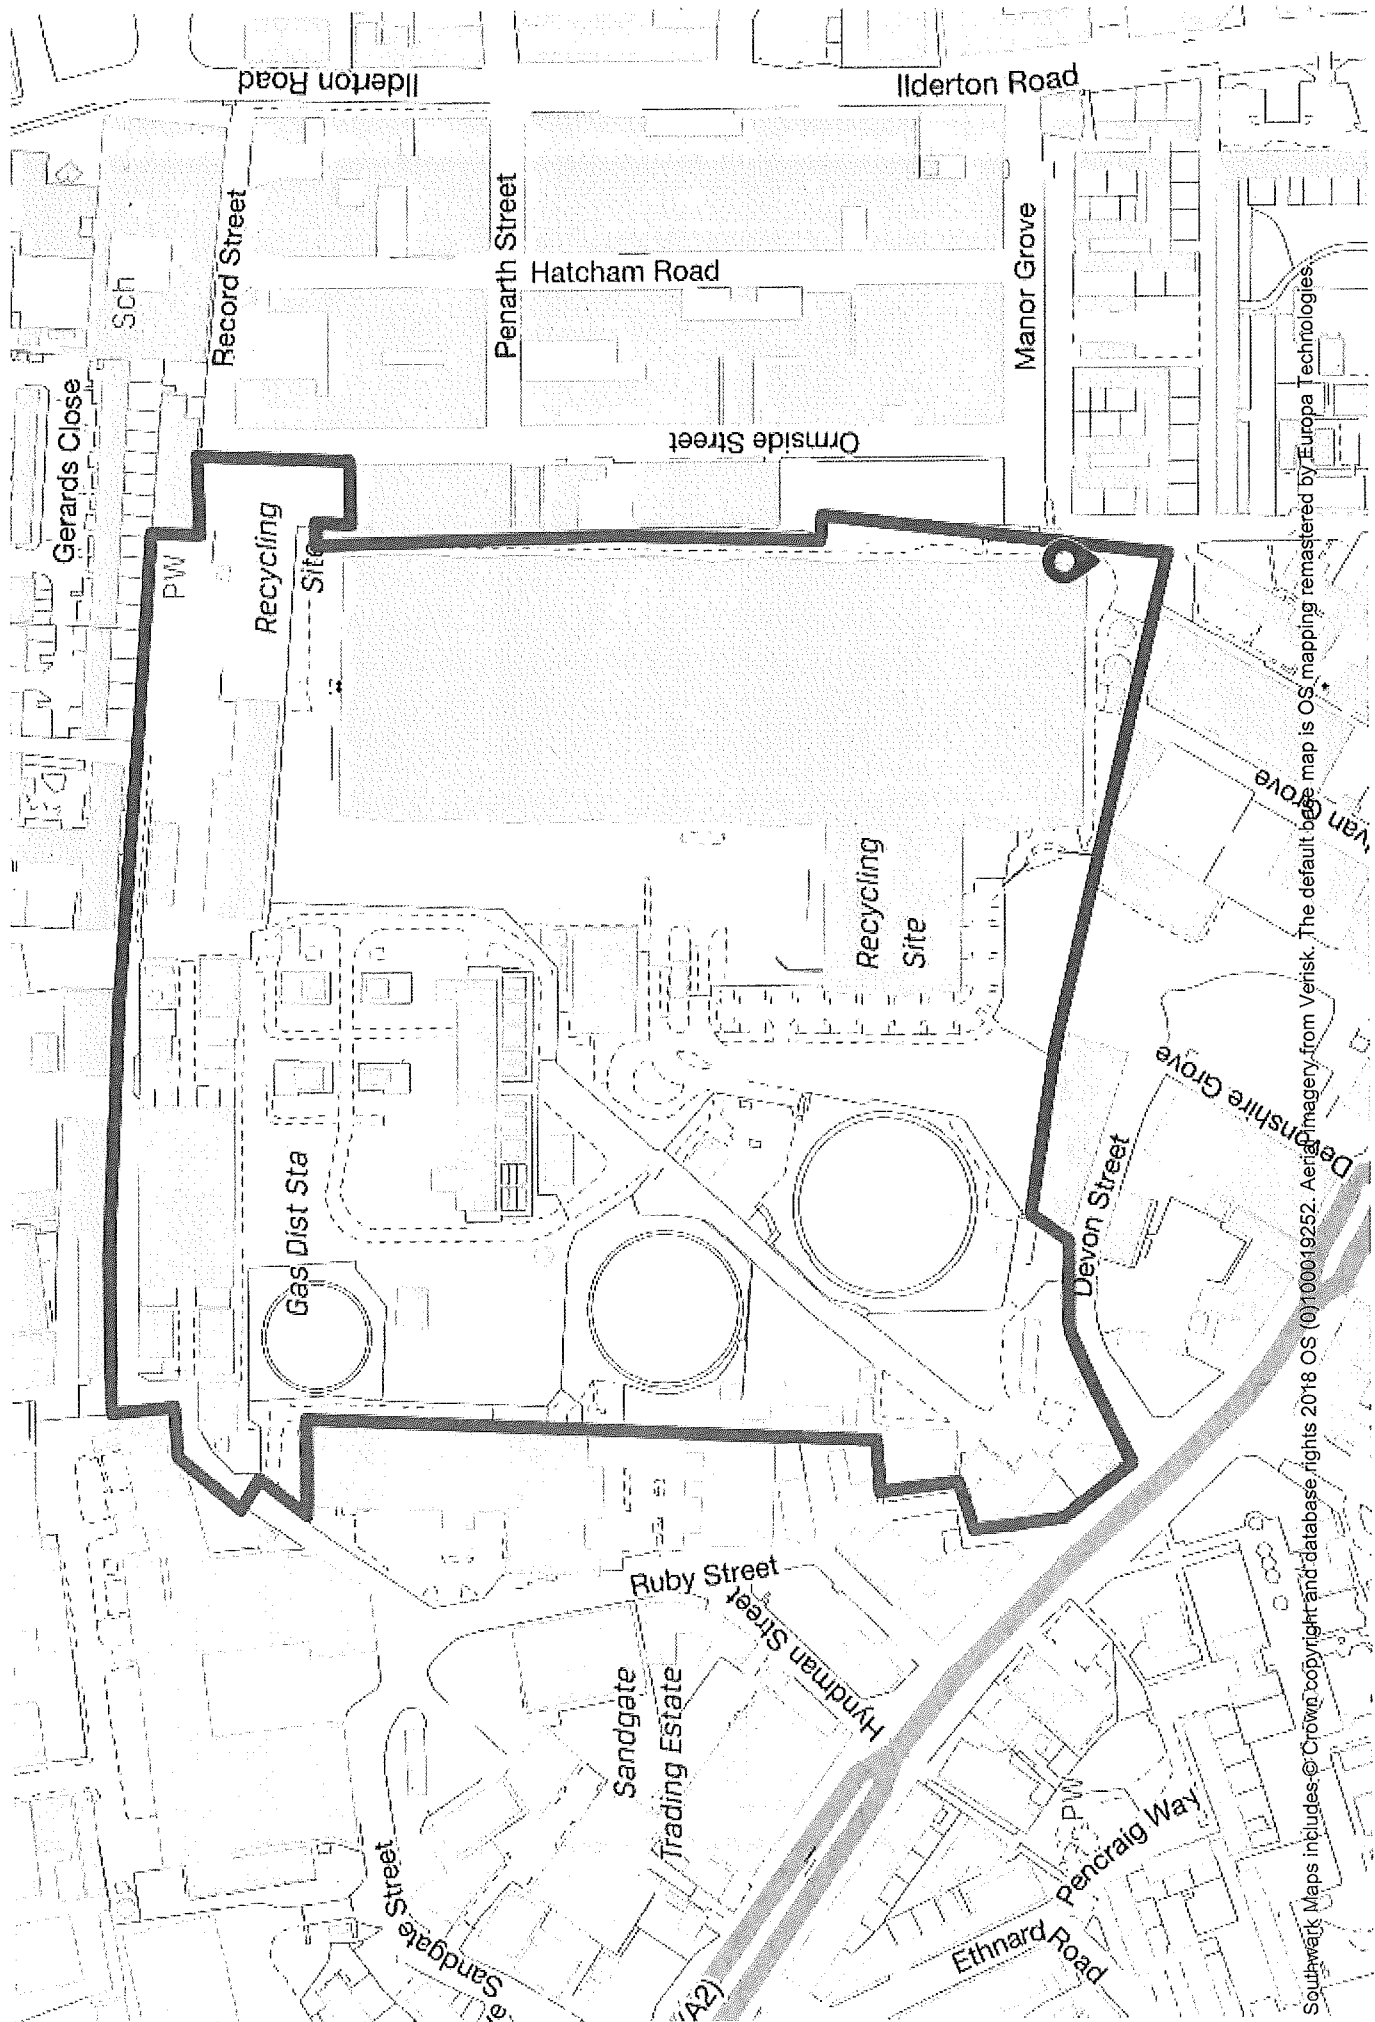 Ilderton Road
Ilderton Road
Record Street
Penarth Street
Hatcham Road
Manor Grove
Sch
Gerards Close
Ormside Street
PW
Recycling
Site
Recycling
Site
Gas Dist Sta
Devon Street
Devonshire Grove
Grove
Ruby Street
Hyndman Street
Sandgate
Trading Estate
Sandgate Street
(A2)
PW
Pencraig Way
Ethnard Road
Southwark Maps includes © Crown copyright and database rights 2018 OS (0)100019252. Aerial imagery from Verisk. The default base map is OS mapping remastered by Europa Technologies.